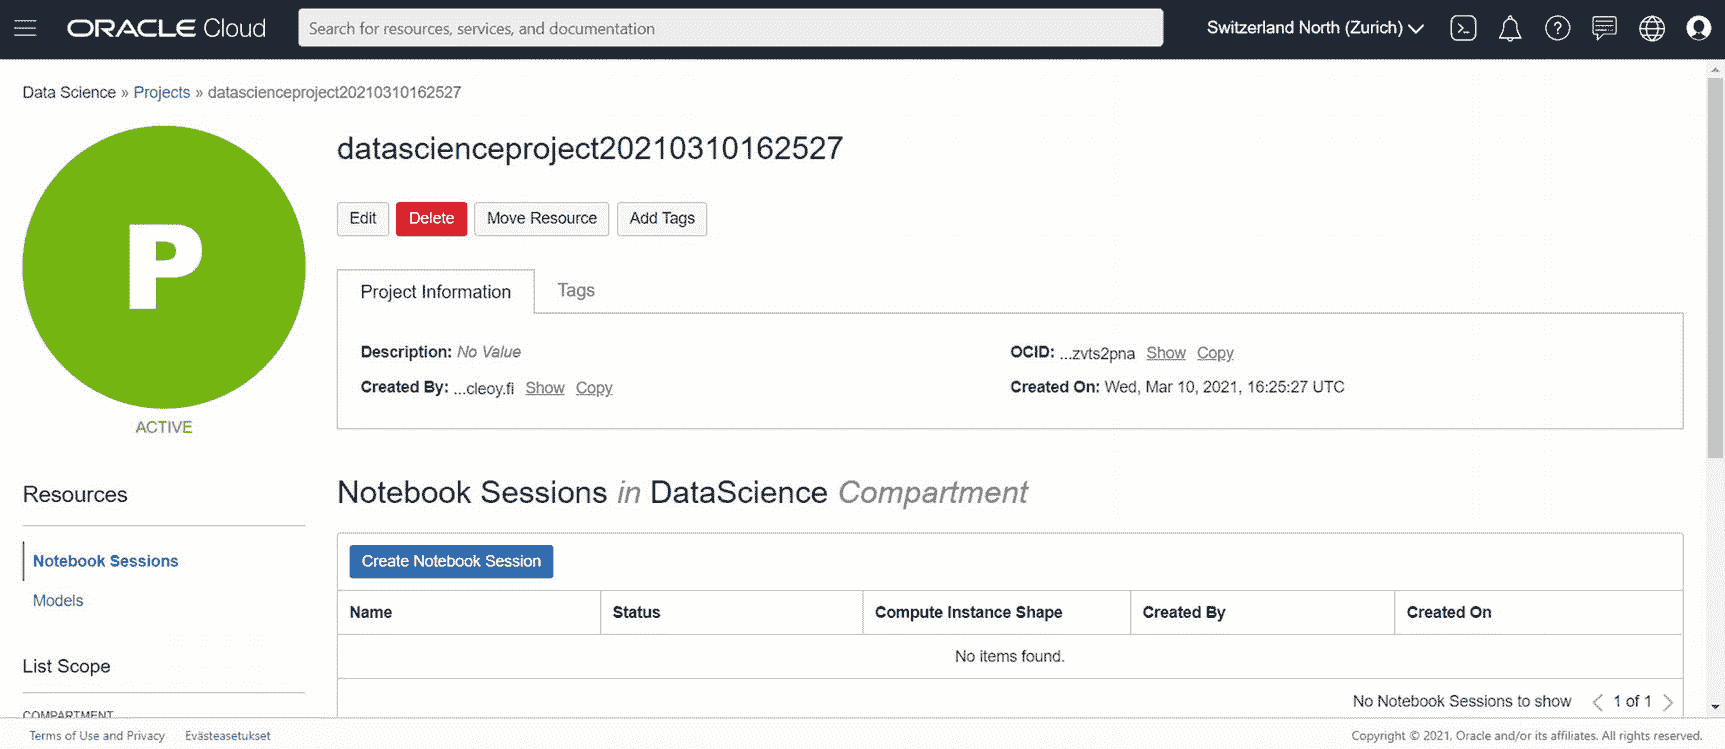 ORACLE Cloud
Search for resources, services, and documentation
Switzerland North (Zurich)
Data Science » Projects » datascienceproject20210310162527
P
ACTIVE
datascienceproject20210310162527
Edit Delete Move Resource Add Tags
Project Information Tags
Description: No Value
OCID: ...zvts2pna Show Copy
Created By: ...cleoy.fi Show Copy
Created On: Wed, Mar 10, 2021, 16:25:27 UTC
Resources
Notebook Sessions
Models
List Scope
COMPARTMENT
Notebook Sessions in DataScience Compartment
Create Notebook Session
Name Status Compute Instance Shape Created By Created On
No items found.
No Notebook Sessions to show < 1 of 1 >
Terms of Use and Privacy Evästeasetukset
Copyright © 2021, Oracle and/or its affiliates. All rights reserved.